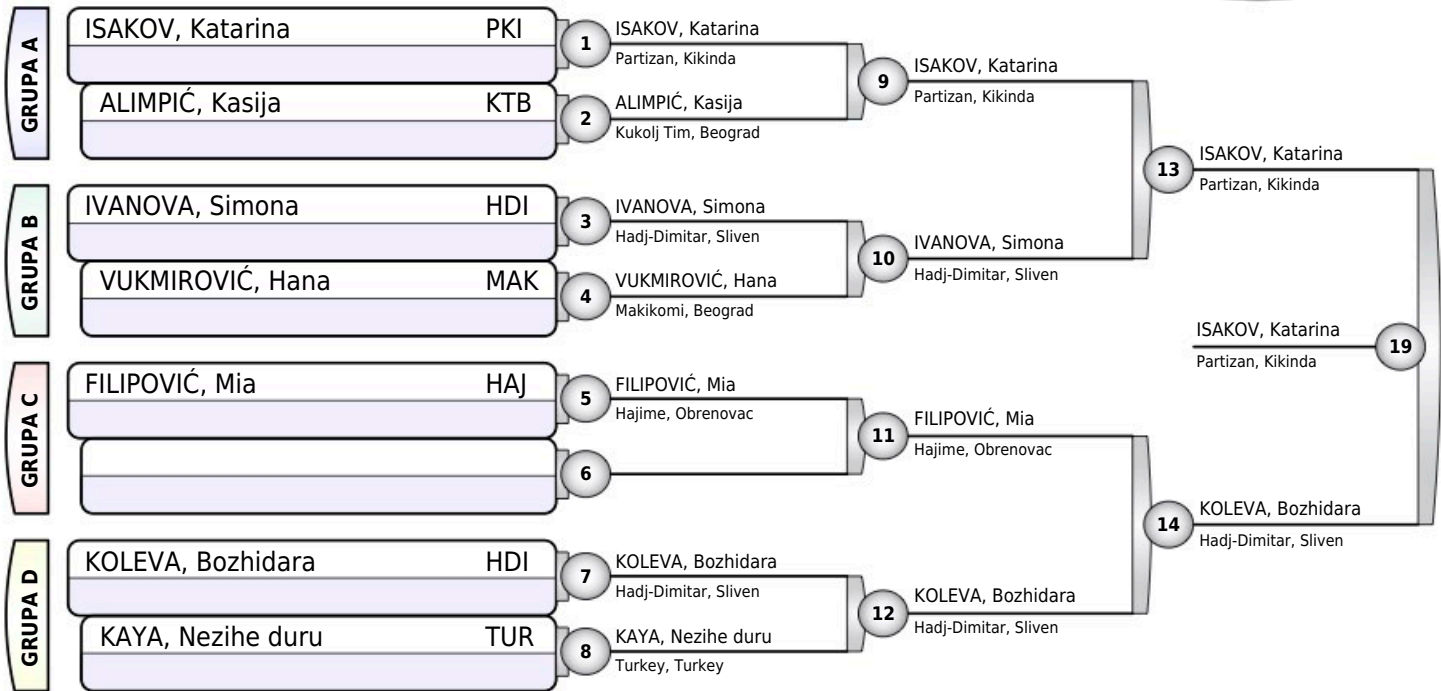 GRUPA A
ISAKOV, Katarina PKI
ALIMPIĆ, Kasija KTB
1
ISAKOV, Katarina
Partizan, Kikinda
2
ALIMPIĆ, Kasija
Kukolj Tim, Beograd
GRUPA B
IVANOVA, Simona HDI
VUKMIROVIĆ, Hana MAK
3
IVANOVA, Simona
Hadj-Dimitar, Sliven
4
VUKMIROVIĆ, Hana
Makikomi, Beograd
GRUPA C
FILIPOVIĆ, Mia HAJ
5
FILIPOVIĆ, Mia
Hajime, Obrenovac
6
GRUPA D
KOLEVA, Bozhidara HDI
KAYA, Nezihe duru TUR
7
KOLEVA, Bozhidara
Hadj-Dimitar, Sliven
8
KAYA, Nezihe duru
Turkey, Turkey
9
ISAKOV, Katarina
Partizan, Kikinda
10
IVANOVA, Simona
Hadj-Dimitar, Sliven
11
FILIPOVIĆ, Mia
Hajime, Obrenovac
12
KOLEVA, Bozhidara
Hadj-Dimitar, Sliven
13
ISAKOV, Katarina
Partizan, Kikinda
14
KOLEVA, Bozhidara
Hadj-Dimitar, Sliven
ISAKOV, Katarina
Partizan, Kikinda
19